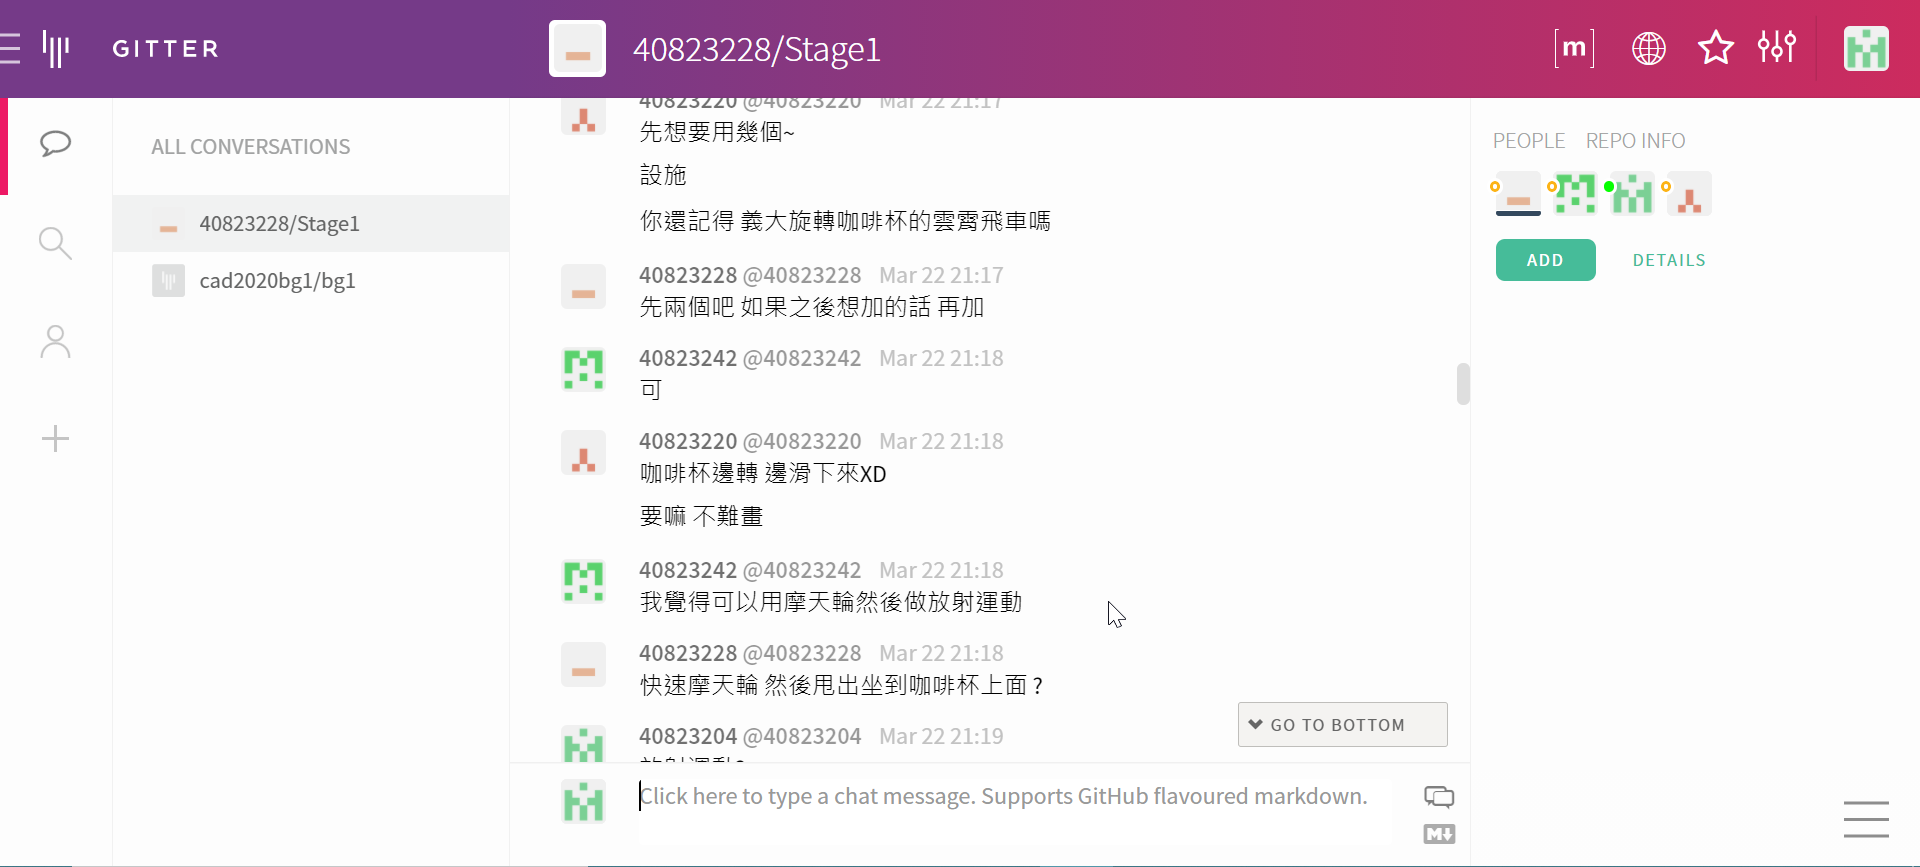 GITTER
40823228/Stage1
[m]
ALL CONVERSATIONS
40823228/Stage1
cad2020bg1/bg1
40823220 @40823220 Mar 22 21:17
先想要用幾個~
設施
你還記得 義大旋轉咖啡杯的雲霄飛車嗎
40823228 @40823228 Mar 22 21:17
先兩個吧 如果之後想加的話 再加
40823242 @40823242 Mar 22 21:18
可
40823220 @40823220 Mar 22 21:18
咖啡杯邊轉 邊滑下來XD
要嘛 不難畫
40823242 @40823242 Mar 22 21:18
我覺得可以用摩天輪然後做放射運動
40823228 @40823228 Mar 22 21:18
快速摩天輪 然後甩出坐到咖啡杯上面 ?
40823204 @40823204 Mar 22 21:19
GO TO BOTTOM
Click here to type a chat message. Supports GitHub flavoured markdown.
M
PEOPLE REPO INFO
ADD DETAILS